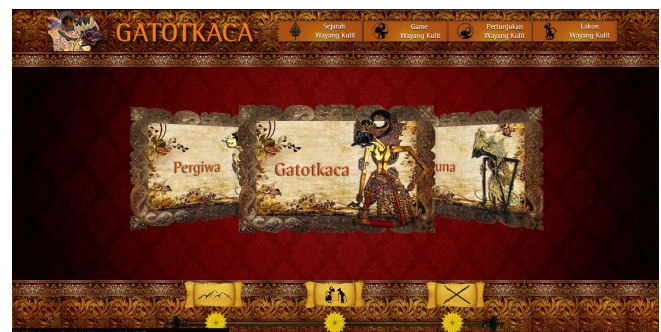 GATOTKACA
Sejarah
Wayang Kulit
Game
Wayang Kulit
Pertunjukan
Wayang Kulit
Lakon
Wayang Kulit
Pergiwa
Gatotkaca
una